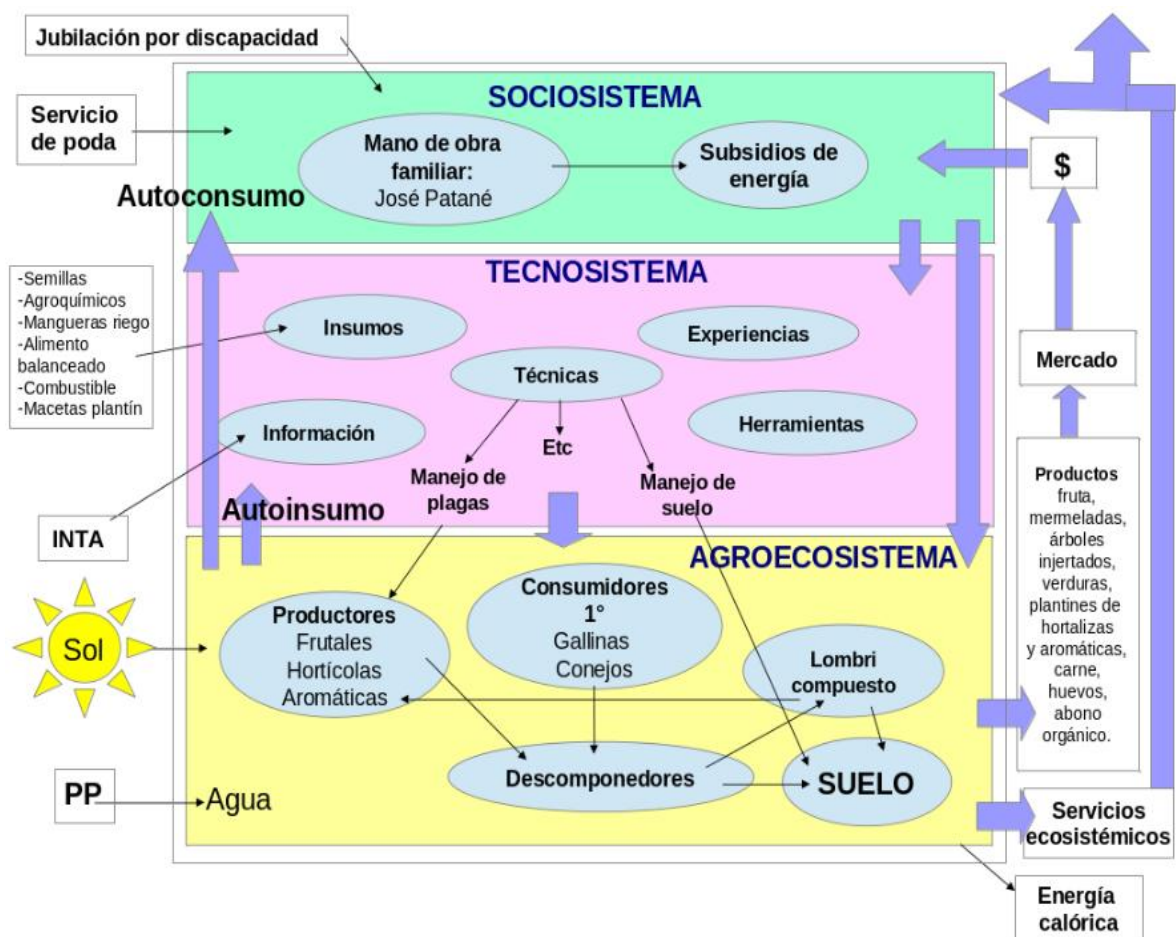 Jubilación por discapacidad
SOCIOSISTEMA
Servicio
de poda
Mano de obra
familiar:
José Patané
Subsidios de
energía
$
Autoconsumo
TECNOSISTEMA
-Semillas
-Agroquímicos
-Mangueras riego
-Alimento
balanceado
-Combustible
-Macetas plantín
Insumos
Experiencias
Técnicas
Mercado
Información
Herramientas
Etc
Manejo de
plagas
Manejo de
suelo
Autoinsumo
INTA
Productos
fruta,
mermeladas,
árboles
injertados,
verduras,
plantines de
hortalizas
y aromáticas,
carne,
huevos,
abono
orgánico.
AGROECOSISTEMA
Sol
Productores
Frutales
Hortícolas
Aromáticas
Consumidores
1°
Gallinas
Conejos
Lombri
compuesto
Descomponedores
SUELO
PP
Agua
Servicios
ecosistémicos
Energía
calórica